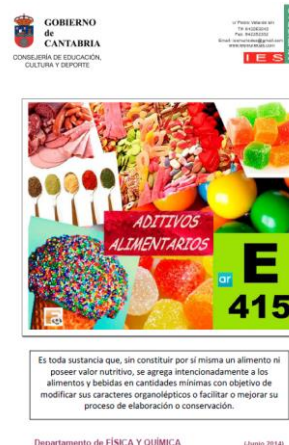 GOBIERNO
de
CANTABRIA
CONSEJERÍA DE EDUCACIÓN,
CULTURA Y DEPORTE
IES
ADITIVOS
ALIMENTARIOS
ar
E
415
Es toda sustancia que, sin constituir por sí misma un alimento ni
poseer valor nutritivo, se agrega intencionadamente a los
alimentos y bebidas en cantidades mínimas con objetivo de
modificar sus caracteres organolépticos o facilitar o mejorar su
proceso de elaboración o conservación.
Departamento de FÍSICA Y QUÍMICA
(Junio 2014)